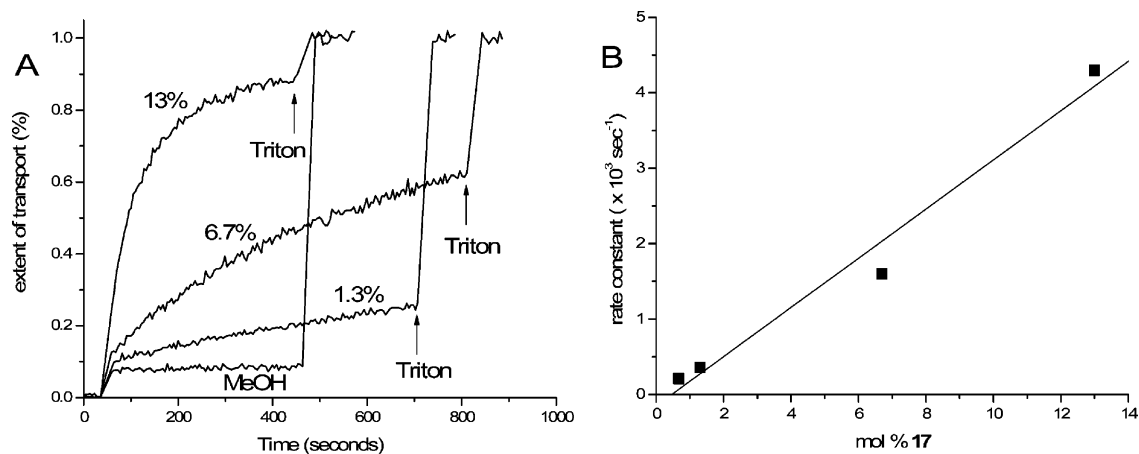 A
extent of transport (%)
1.0
0.8
0.6
0.4
0.2
0.0
13%
Triton
6.7%
Triton
1.3%
Triton
MeOH
0 200 400 600 800 1000
Time (seconds)
B
rate constant ( x 10³ sec⁻¹)
5
4
3
2
1
0
0 2 4 6 8 10 12 14
mol % 17